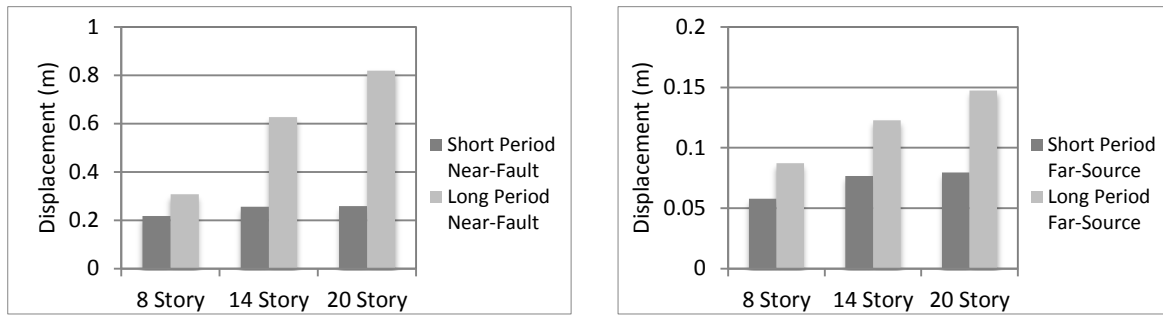 Displacement (m)
1
0.8
0.6
0.4
0.2
0
8 Story 14 Story 20 Story
Short Period
Near-Fault
Long Period
Near-Fault
Displacement (m)
0.2
0.15
0.1
0.05
0
8 Story 14 Story 20 Story
Short Period
Far-Source
Long Period
Far-Source